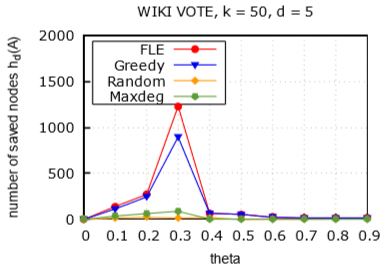 WIKI VOTE, k = 50, d = 5
number of saved nodes h_d(A)
2000
1500
1000
500
0
FLE
Greedy
Random
Maxdeg
0 0.1 0.2 0.3 0.4 0.5 0.6 0.7 0.8 0.9
theta